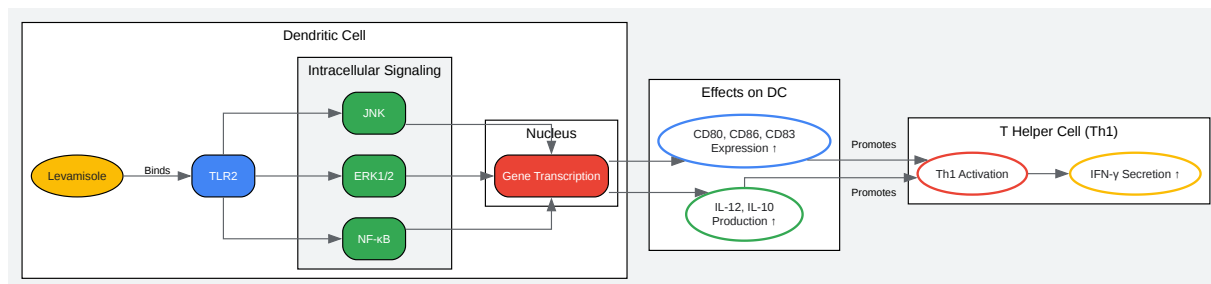 Dendritic Cell
Intracellular Signaling
JNK
Nucleus
Levamisole
Binds
TLR2
ERK1/2
Gene Transcription
NF-κB
Effects on DC
CD80, CD86, CD83
Expression ↑
IL-12, IL-10
Production ↑
Promotes
Promotes
T Helper Cell (Th1)
Th1 Activation
IFN-γ Secretion ↑